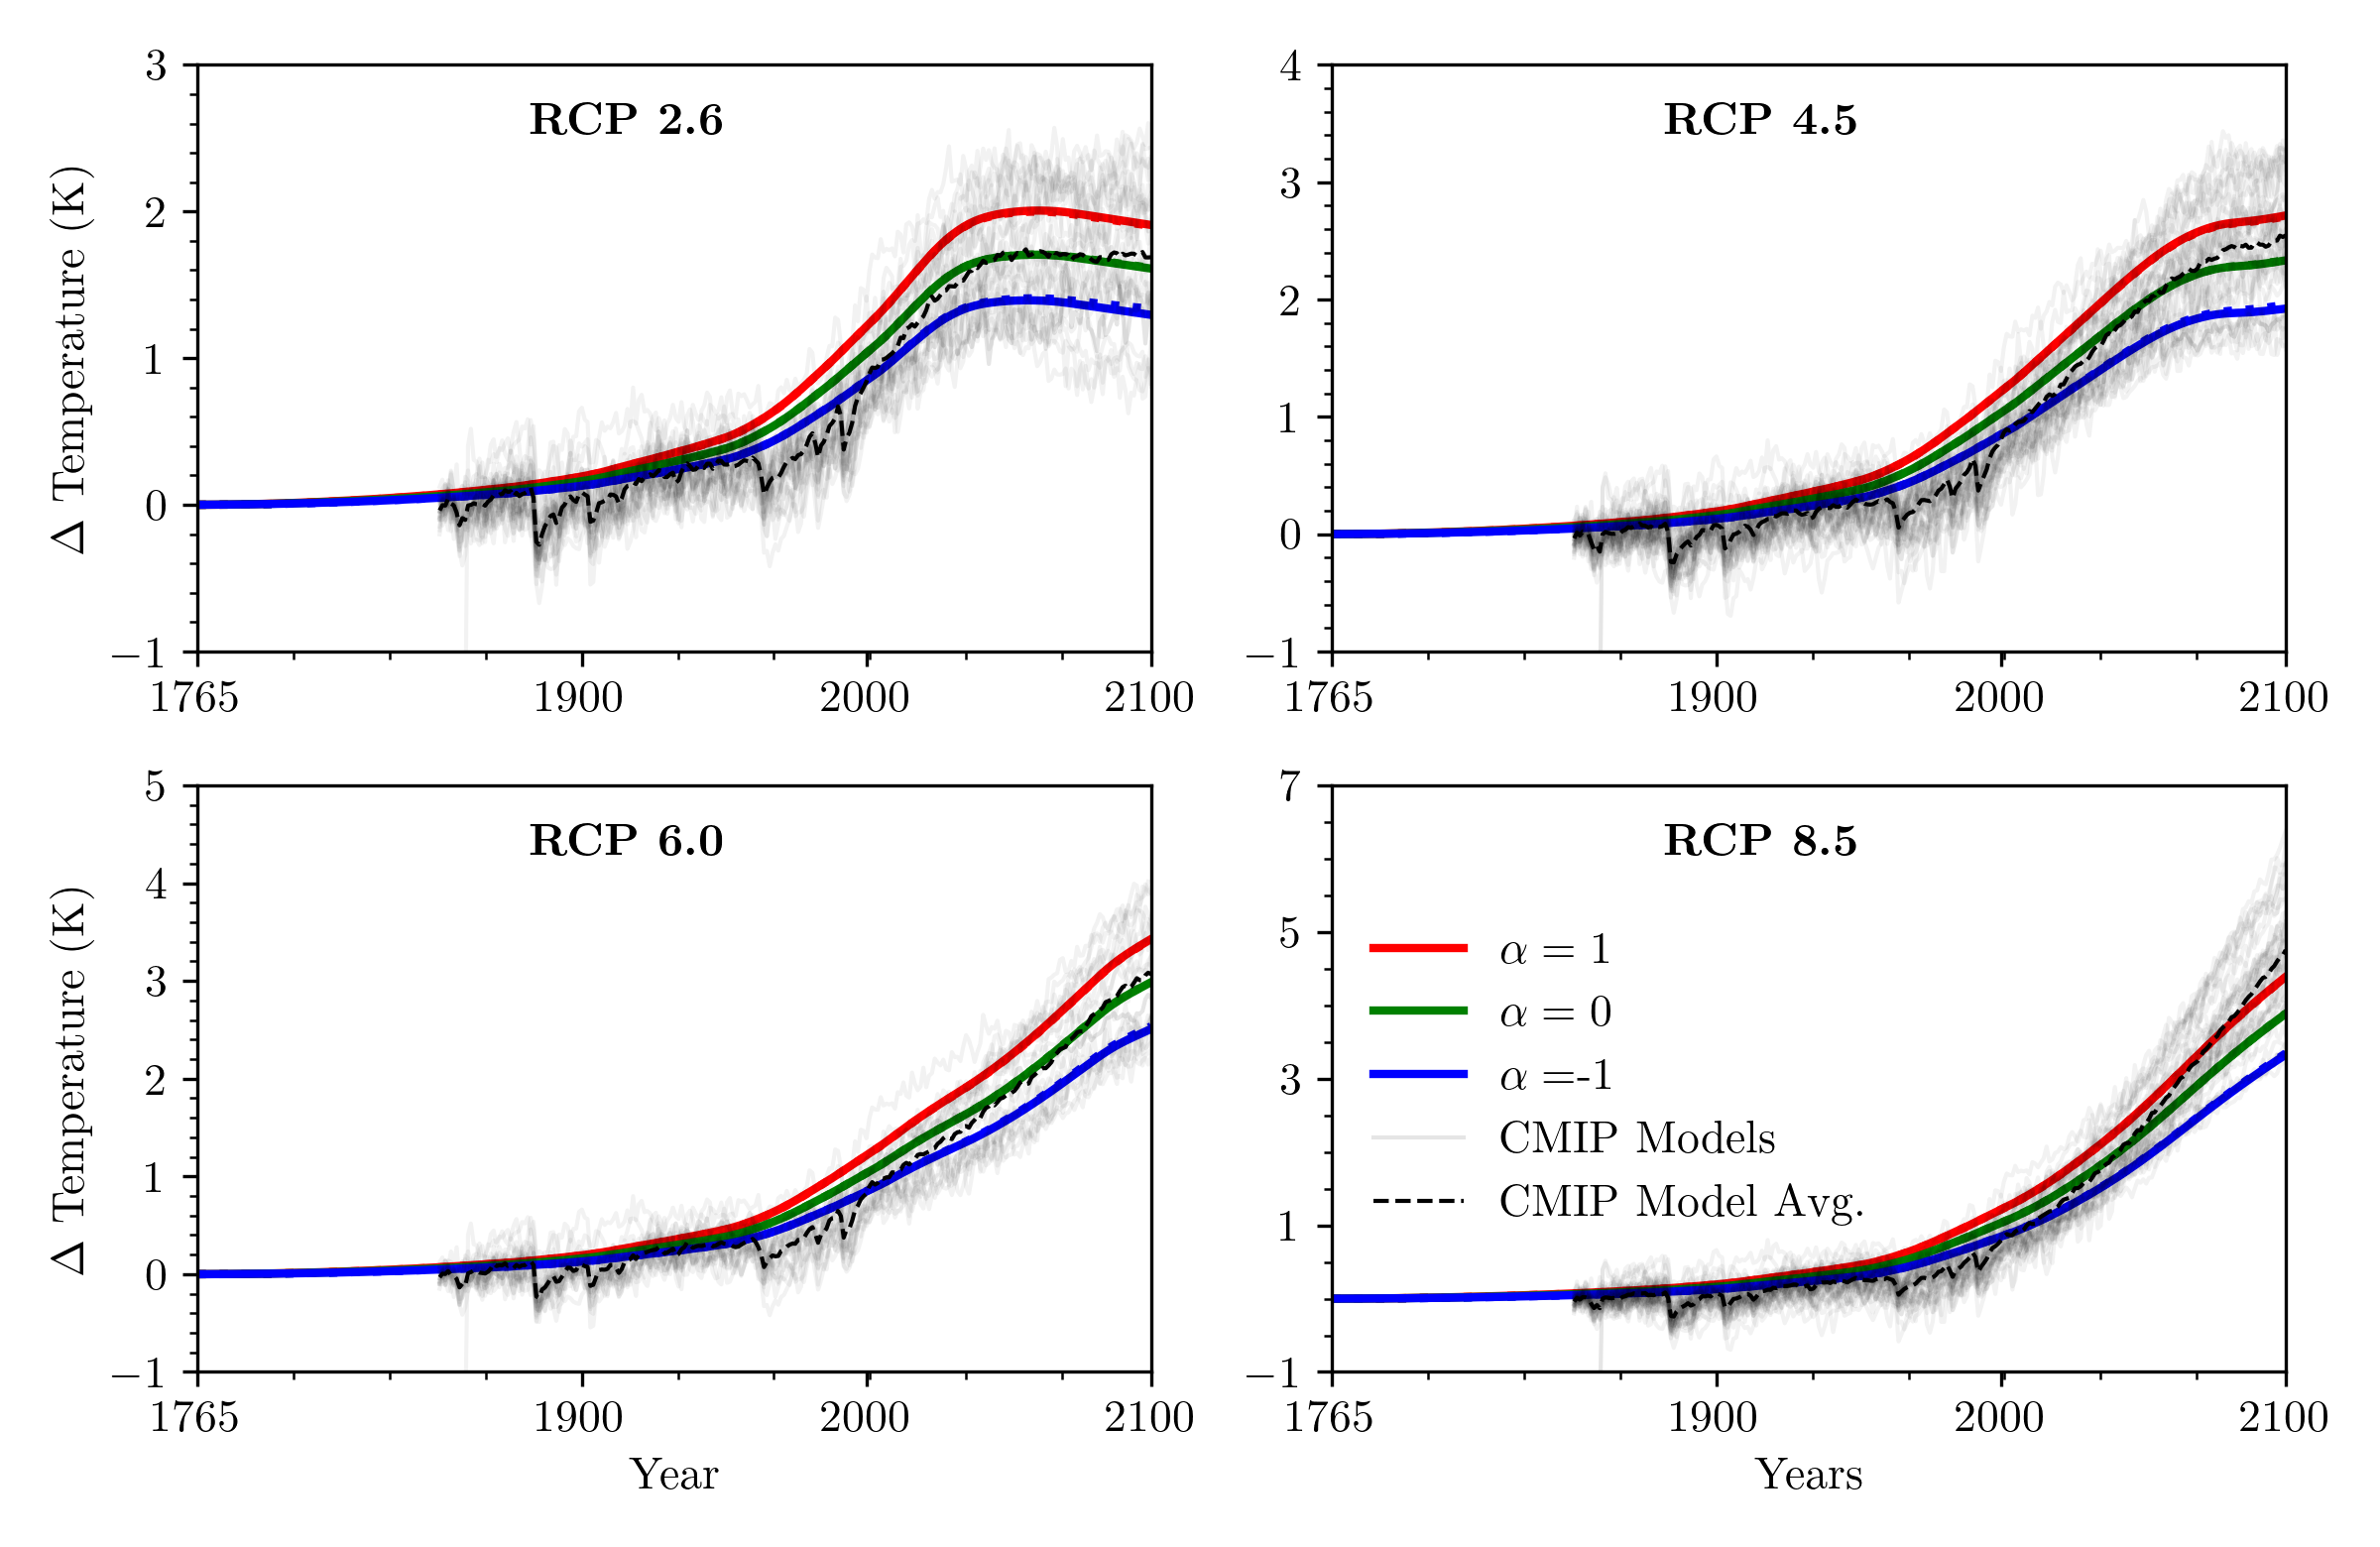 RCP 2.6
Δ Temperature (K)
3
2
1
0
−1
1765 1900 2000 2100
RCP 4.5
4
3
2
1
0
−1
1765 1900 2000 2100
RCP 6.0
Δ Temperature (K)
5
4
3
2
1
0
−1
1765 1900 2000 2100
Year
RCP 8.5
7
5
3
1
−1
α = 1
α = 0
α =-1
CMIP Models
CMIP Model Avg.
1765 1900 2000 2100
Years